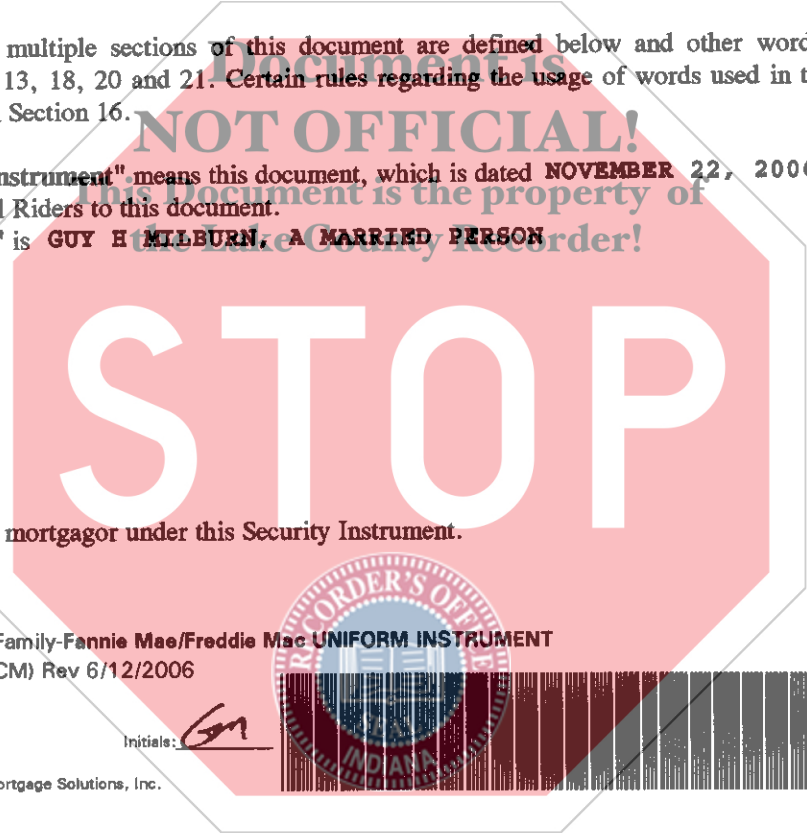 multiple sections of this document are defined below and other word
13, 18, 20 and 21. Certain rules regarding the usage of words used in t
Section 16.
Document is
NOT OFFICIAL!
This Document is the property of
the Lake County Recorder!
nstrument" means this document, which is dated NOVEMBER 22, 2006
l Riders to this document.
" is GUY H MILBURN, A MARRIED PERSON
STOP
mortgagor under this Security Instrument.
RECORDER'S OFFICE
SEAL
INDIANA
Family-Fannie Mae/Freddie Mac UNIFORM INSTRUMENT
CM) Rev 6/12/2006
Initials: Gm
ortgage Solutions, Inc.